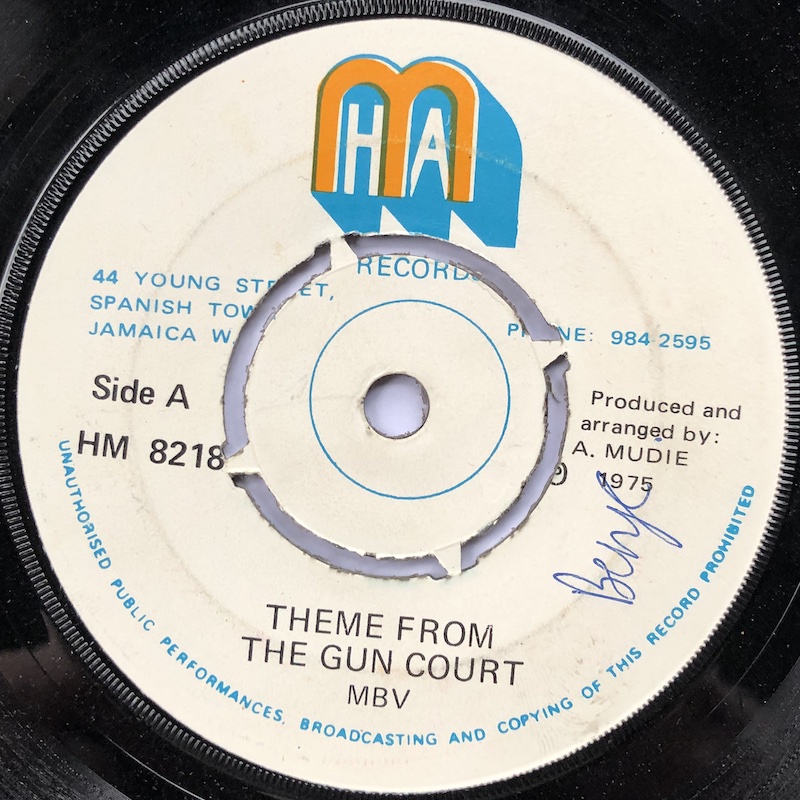 HAM
RECORDS
44 YOUNG STREET,
SPANISH TOW
JAMAICA W.
PHONE: 984-2595
Side A
HM 8218
Produced and
arranged by:
A. MUDIE
℗ 1975
THEME FROM
THE GUN COURT
MBV
UNAUTHORISED PUBLIC PERFORMANCES, BROADCASTING AND COPYING OF THIS RECORD PROHIBITED